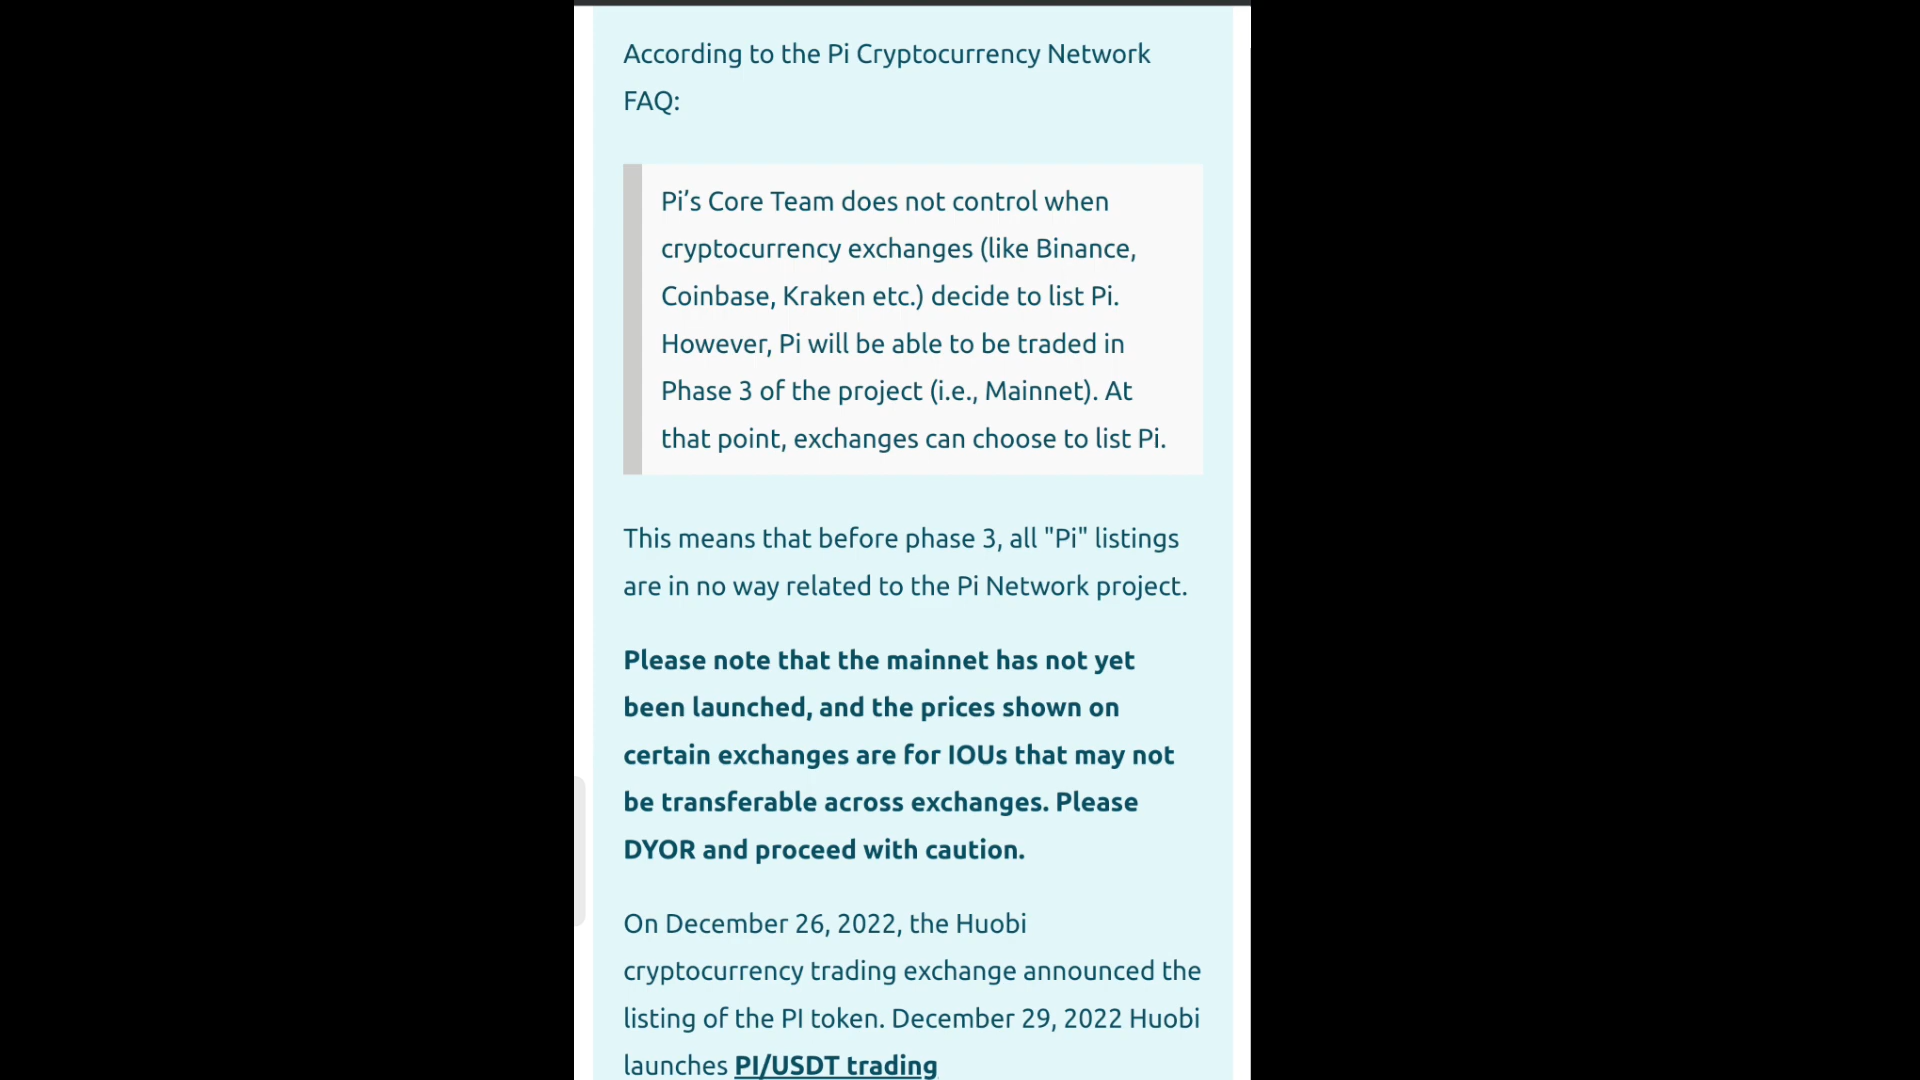 According to the Pi Cryptocurrency Network
FAQ:
Pi’s Core Team does not control when
cryptocurrency exchanges (like Binance,
Coinbase, Kraken etc.) decide to list Pi.
However, Pi will be able to be traded in
Phase 3 of the project (i.e., Mainnet). At
that point, exchanges can choose to list Pi.
This means that before phase 3, all "Pi" listings
are in no way related to the Pi Network project.
Please note that the mainnet has not yet
been launched, and the prices shown on
certain exchanges are for IOUs that may not
be transferable across exchanges. Please
DYOR and proceed with caution.
On December 26, 2022, the Huobi
cryptocurrency trading exchange announced the
listing of the PI token. December 29, 2022 Huobi
launches PI/USDT trading